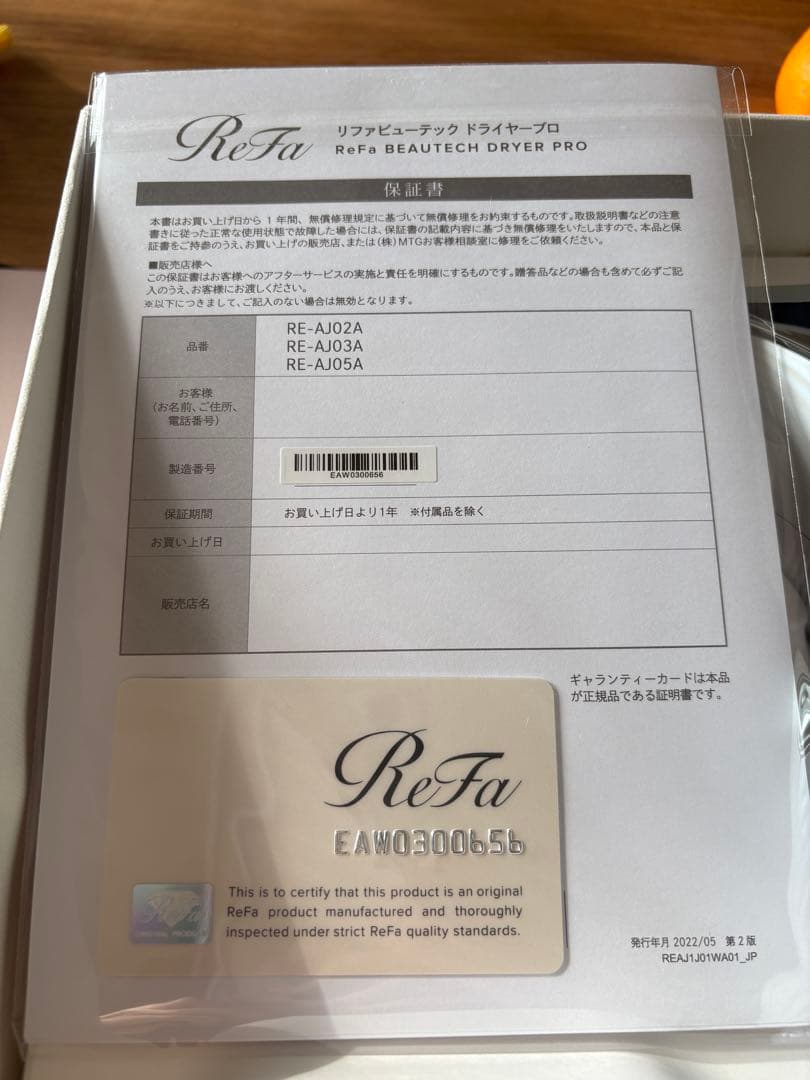 ReFa
リファビューテック ドライヤープロ
ReFa BEAUTECH DRYER PRO
保証書
本書はお買い上げ日から 1 年間、無償修理規定に基づいて無償修理をお約束するものです。取扱説明書などの注意
書きに従った正常な使用状態で故障した場合には、保証書の記載内容に基づき無償修理をいたしますので、本品と保
証書をご持参のうえ、お買い上げの販売店、または（株）MTGお客様相談室に修理をご依頼ください。
■販売店様へ
この保証書はお客様へのアフターサービスの実施と責任を明確にするものです。贈答品などの場合も含めて必ずご記
入のうえ、お客様にお渡しください。
※以下につきまして、ご記入のない場合は無効となります。
品番
RE-AJ02A
RE-AJ03A
RE-AJ05A
お客様
（お名前、ご住所、
電話番号）
製造番号
EAW0300656
保証期間
お買い上げ日より1年 ※付属品を除く
お買い上げ日
販売店名
ギャランティーカードは本品
が正規品である証明書です。
ReFa
EAW0300656
This is to certify that this product is an original
ReFa product manufactured and thoroughly
inspected under strict ReFa quality standards.
ReFa
ORIGINAL PRODUCT
発行年月 2022/05 第2版
REAJ1J01WA01_JP